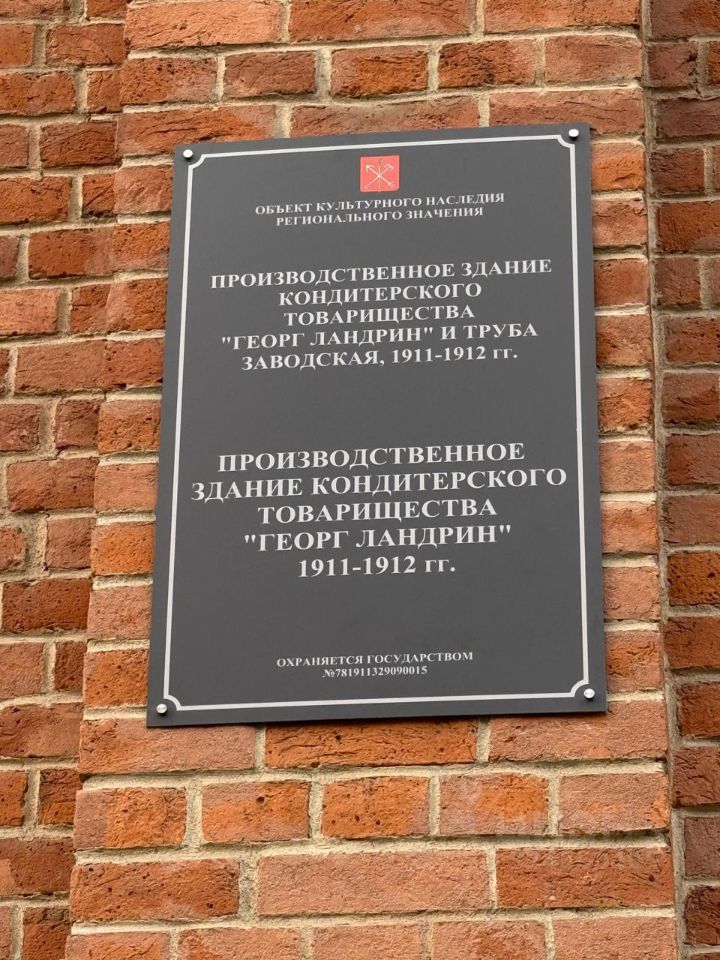 ОБЪЕКТ КУЛЬТУРНОГО НАСЛЕДИЯ
РЕГИОНАЛЬНОГО ЗНАЧЕНИЯ
ПРОИЗВОДСТВЕННОЕ ЗДАНИЕ
КОНДИТЕРСКОГО
ТОВАРИЩЕСТВА
"ГЕОРГ ЛАНДРИН" И ТРУБА
ЗАВОДСКАЯ, 1911-1912 гг.
ПРОИЗВОДСТВЕННОЕ
ЗДАНИЕ КОНДИТЕРСКОГО
ТОВАРИЩЕСТВА
"ГЕОРГ ЛАНДРИН"
1911-1912 гг.
ОХРАНЯЕТСЯ ГОСУДАРСТВОМ
№781911329090015